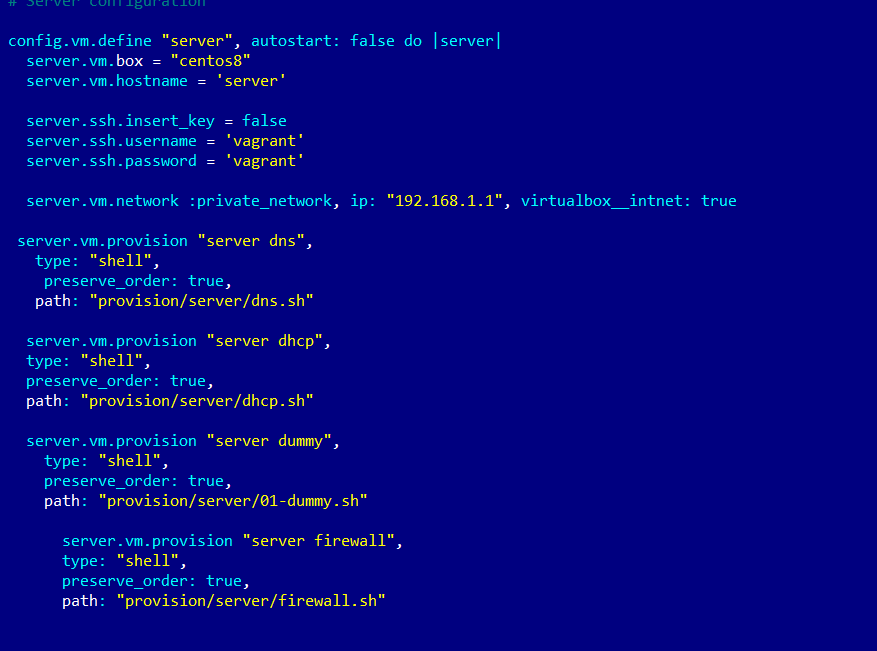 # Server configuration
config.vm.define "server", autostart: false do |server|
server.vm.box = "centos8"
server.vm.hostname = 'server'
server.ssh.insert_key = false
server.ssh.username = 'vagrant'
server.ssh.password = 'vagrant'
server.vm.network :private_network, ip: "192.168.1.1", virtualbox__intnet: true
server.vm.provision "server dns",
type: "shell",
preserve_order: true,
path: "provision/server/dns.sh"
server.vm.provision "server dhcp",
type: "shell",
preserve_order: true,
path: "provision/server/dhcp.sh"
server.vm.provision "server dummy",
type: "shell",
preserve_order: true,
path: "provision/server/01-dummy.sh"
server.vm.provision "server firewall",
type: "shell",
preserve_order: true,
path: "provision/server/firewall.sh"